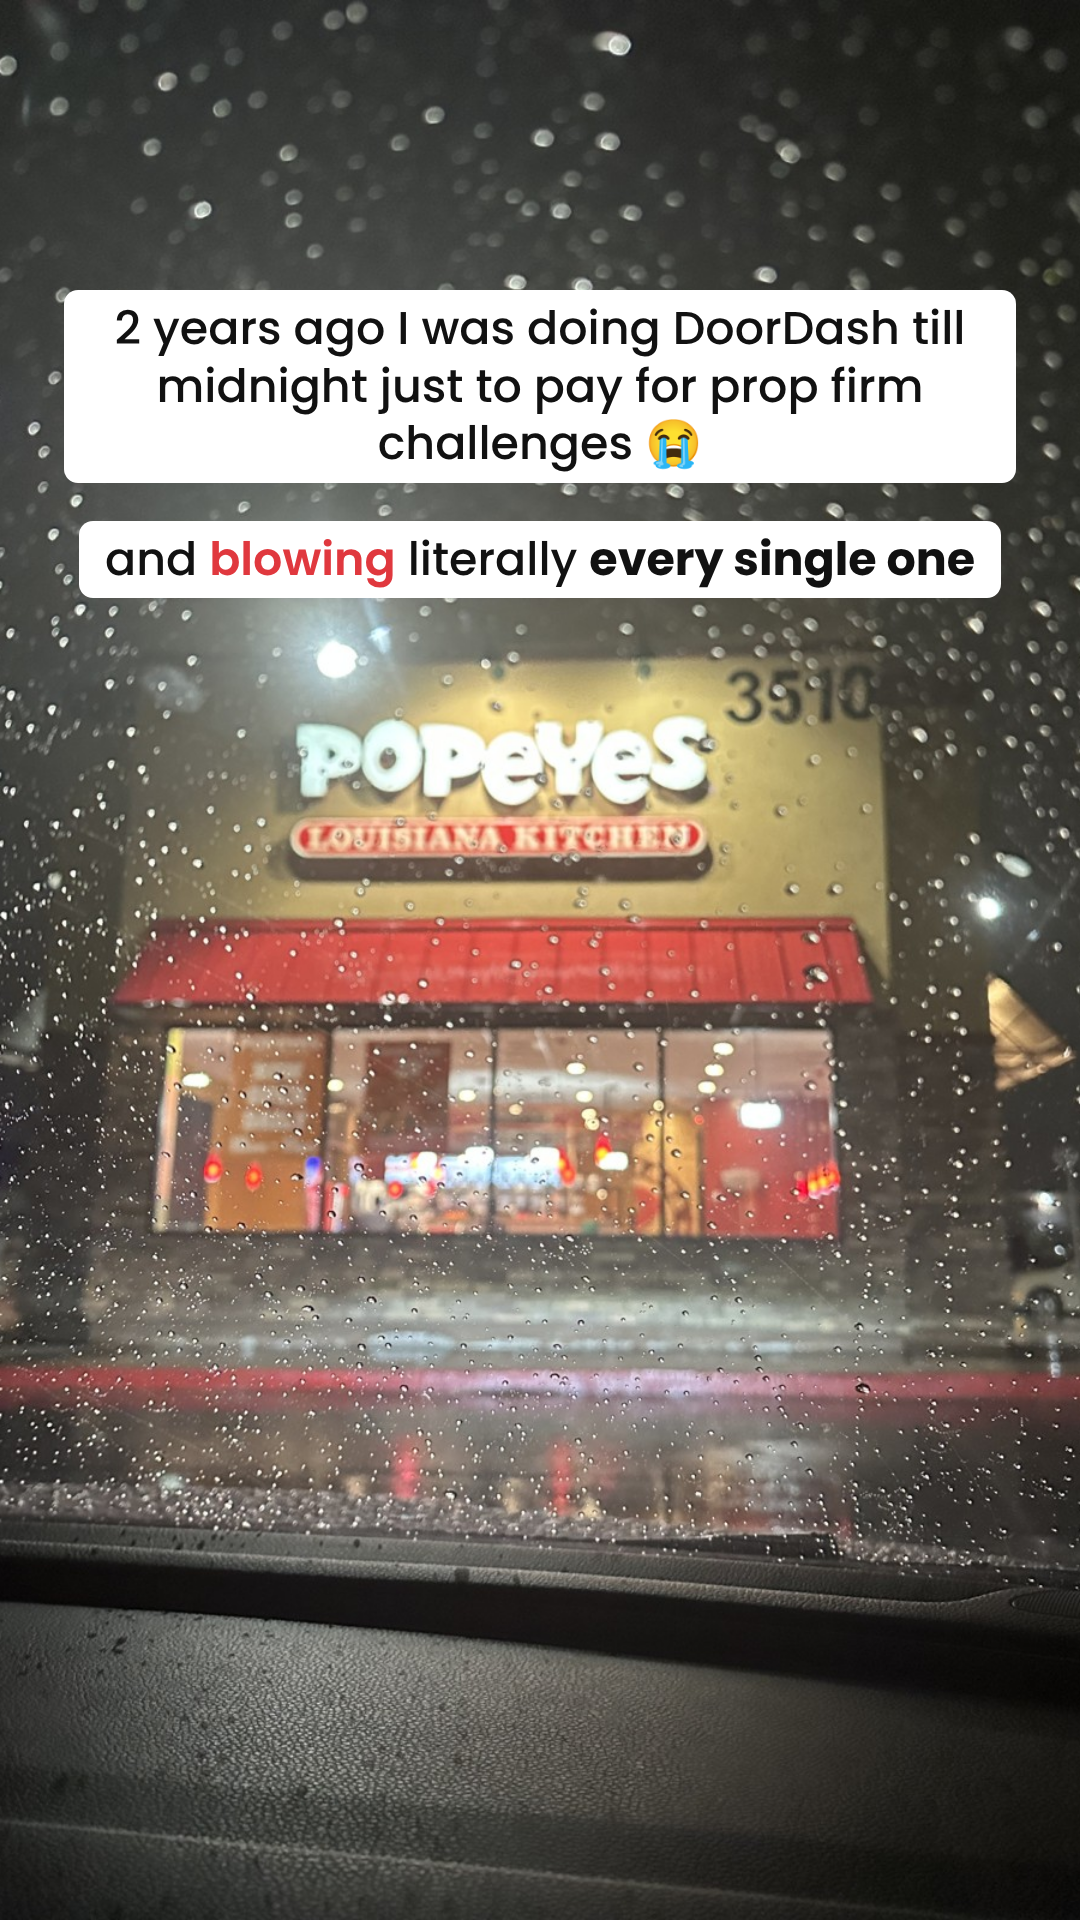 2 years ago I was doing DoorDash till
midnight just to pay for prop firm
challenges 😭
and blowing literally every single one
3510
POPEYES
LOUISIANA KITCHEN